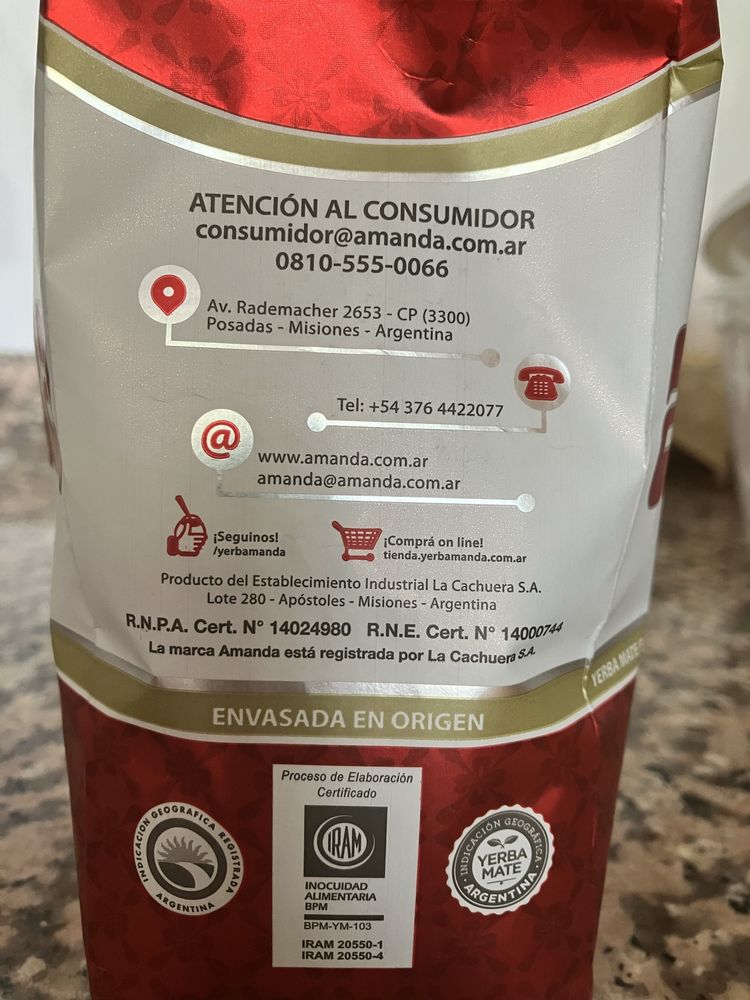 ATENCIÓN AL CONSUMIDOR
consumidor@amanda.com.ar
0810-555-0066
Av. Rademacher 2653 - CP (3300)
Posadas - Misiones - Argentina
Tel: +54 376 4422077
@
www.amanda.com.ar
amanda@amanda.com.ar
¡Seguinos!
/yerbamanda
¡Comprá on line!
tienda.yerbamanda.com.ar
Producto del Establecimiento Industrial La Cachuera S.A.
Lote 280 - Apóstoles - Misiones - Argentina
R.N.P.A. Cert. N° 14024980 R.N.E. Cert. N° 14000744
La marca Amanda está registrada por La Cachuera S.A.
YERBA MATE
ENVASADA EN ORIGEN
INDICACIÓN GEOGRAFICA REGISTRADA
ARGENTINA
Proceso de Elaboración
Certificado
IRAM
INOCUIDAD
ALIMENTARIA
BPM
BPM-YM-103
IRAM 20550-1
IRAM 20550-4
INDICACIÓN GEOGRÁFICA
YERBA
MATE
ARGENTINA